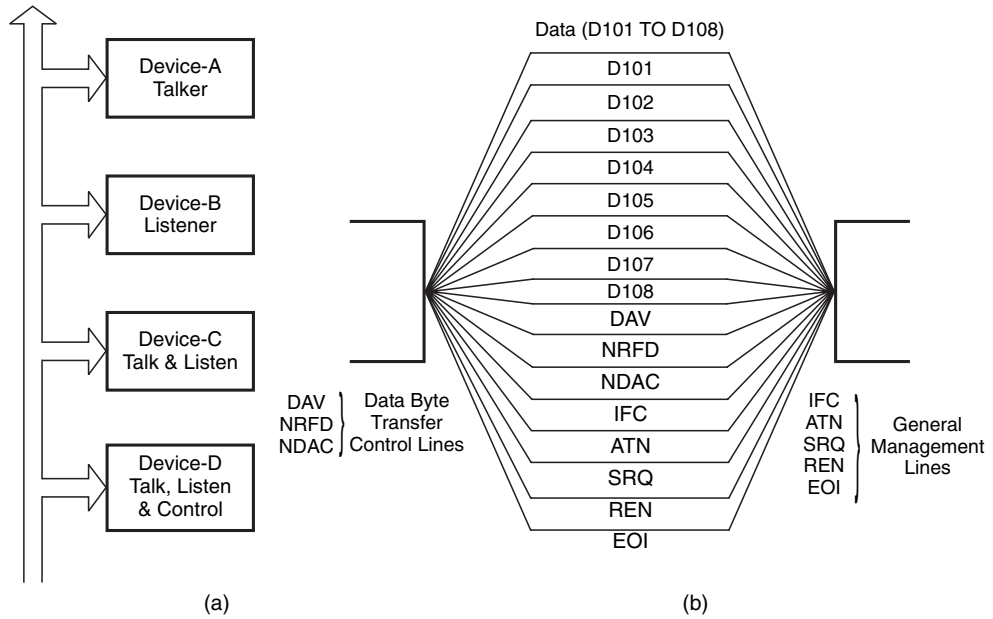 Device-A
Talker
Device-B
Listener
Device-C
Talk & Listen
Device-D
Talk, Listen
& Control
(a)
Data (D101 TO D108)
D101
D102
D103
D104
D105
D106
D107
D108
DAV
NRFD
NDAC
IFC
ATN
SRQ
REN
EOI
DAV
NRFD
NDAC
Data Byte
Transfer
Control Lines
IFC
ATN
SRQ
REN
EOI
General
Management
Lines
(b)